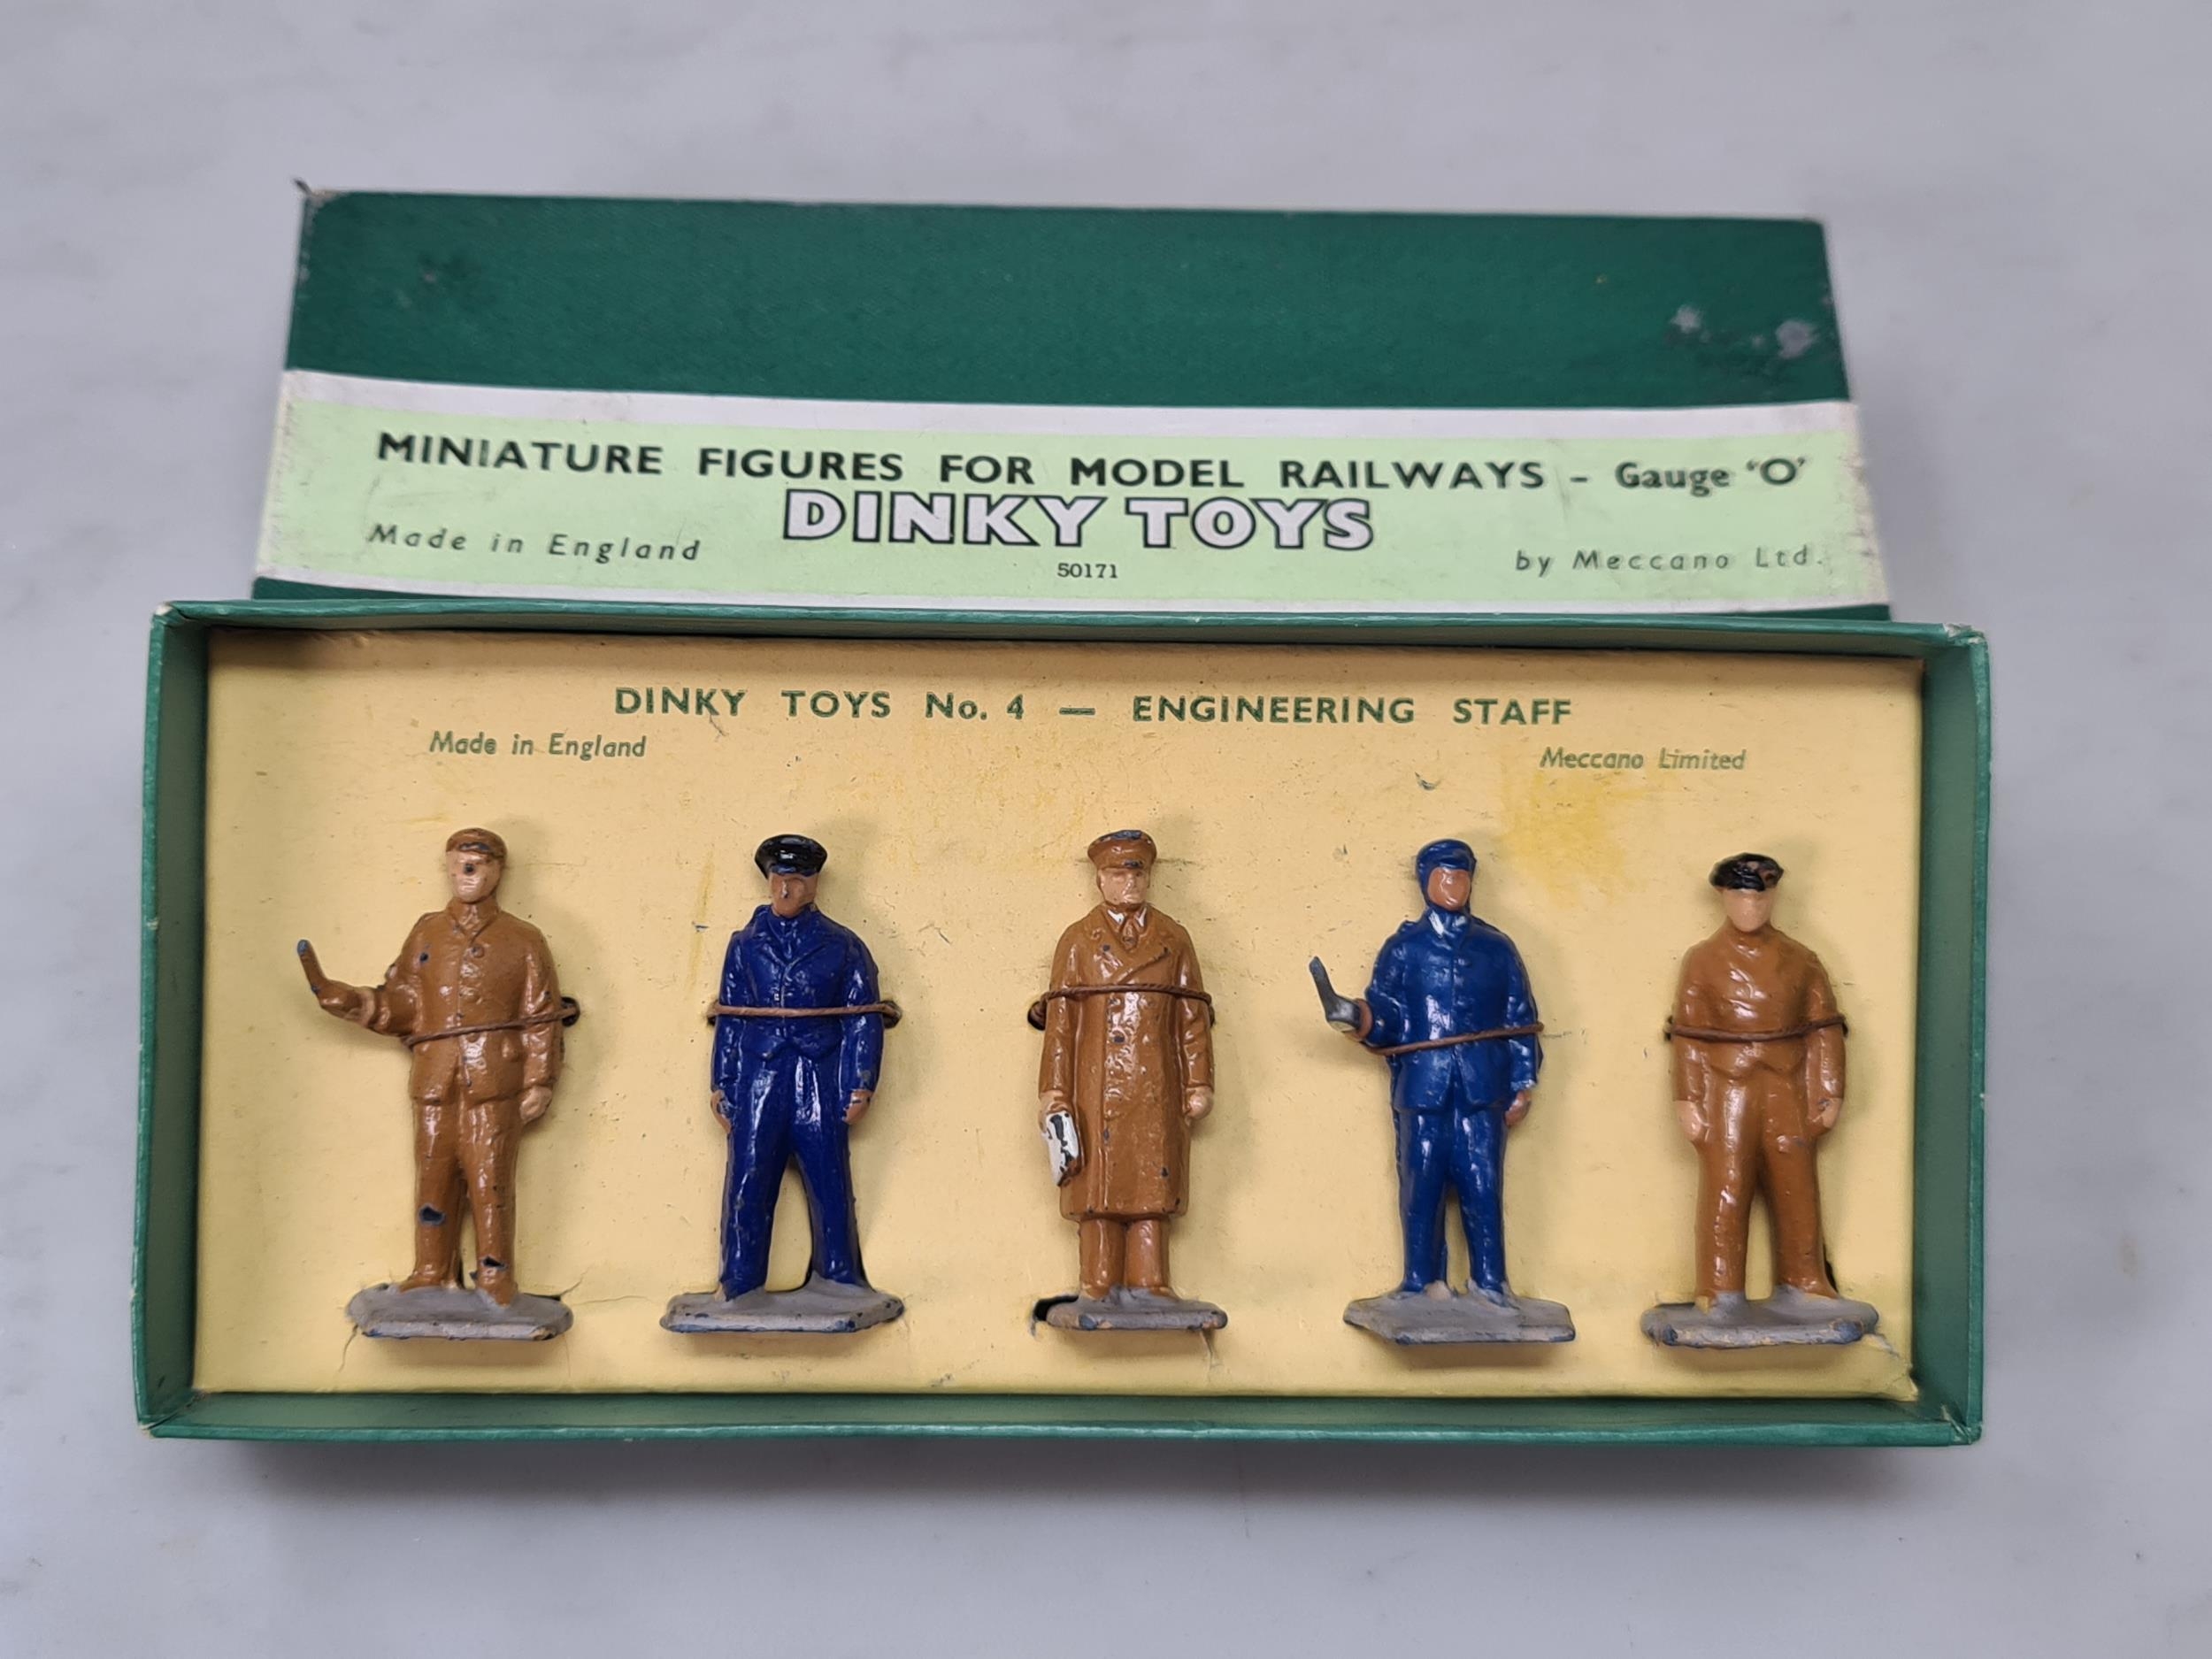 MINIATURE FIGURES FOR MODEL RAILWAYS - Gauge 'O'
DINKY TOYS
Made in England
50171
by Meccano Ltd.
DINKY TOYS No. 4 — ENGINEERING STAFF
Made in England
Meccano Limited